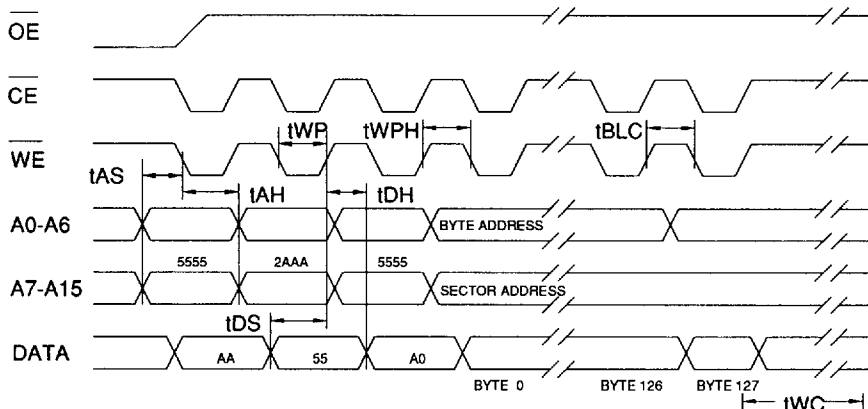 OE
CE
tWP tWPH tBLC
WE
tAS
tAH tDH
A0-A6 BYTE ADDRESS
5555 2AAA 5555
A7-A15 SECTOR ADDRESS
tDS
DATA AA 55 A0
BYTE 0 BYTE 126 BYTE 127
tWC